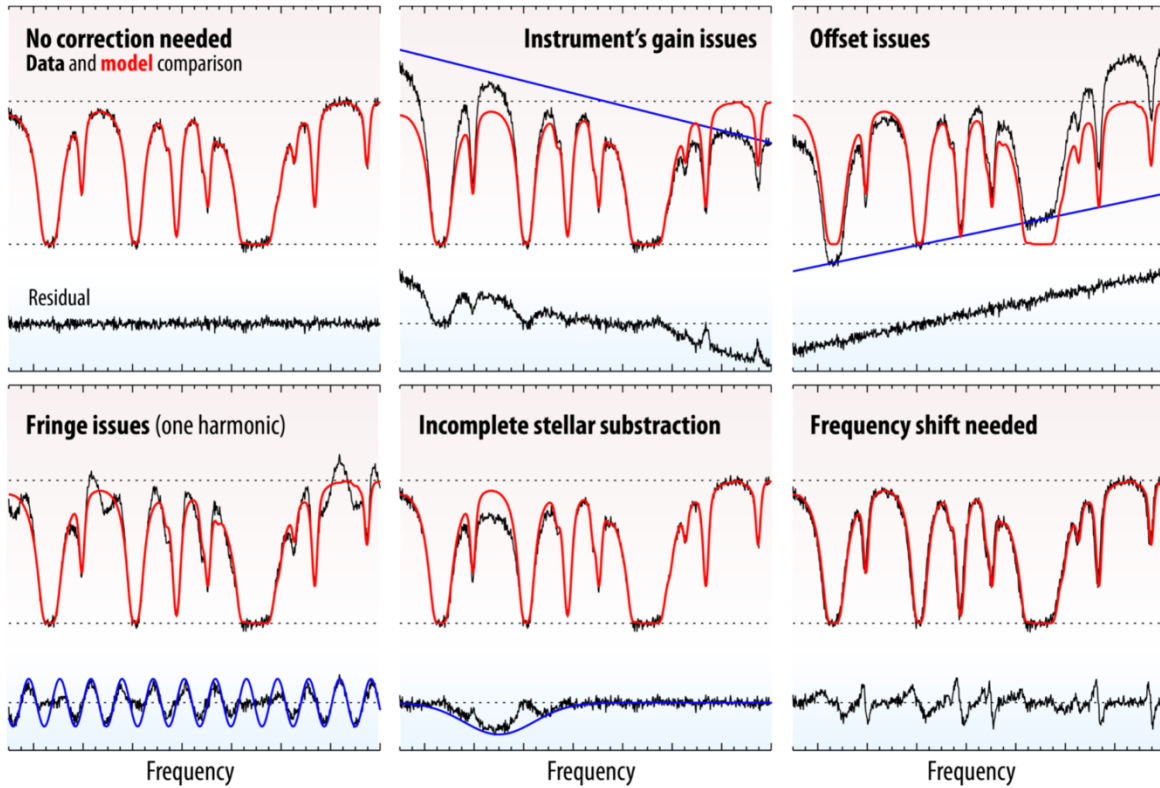 No correction needed
Data and model comparison
Residual
Instrument's gain issues
Offset issues
Fringe issues (one harmonic)
Incomplete stellar substraction
Frequency shift needed
Frequency
Frequency
Frequency